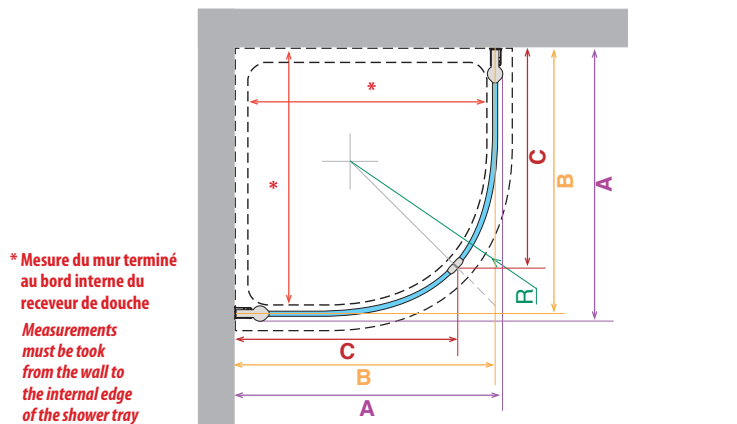 *
*
C
B
A
R
C
B
A
* Mesure du mur terminé
au bord interne du
receveur de douche
Measurements
must be took
from the wall to
the internal edge
of the shower tray